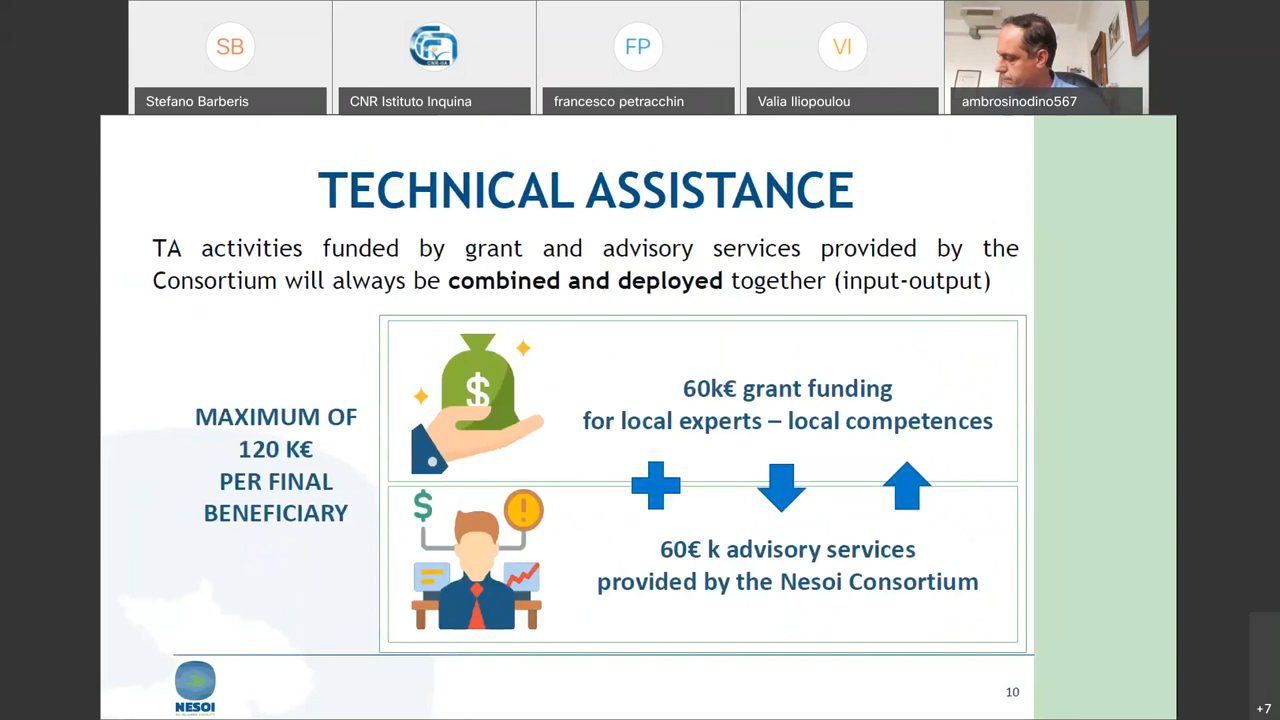 SB
FP
VI
Stefano Barberis
CNR Istituto Inquina
francesco petracchin
Valia Iliopoulou
ambrosinodino567
TECHNICAL ASSISTANCE
TA activities funded by grant and advisory services provided by the
Consortium will always be combined and deployed together (input-output)
MAXIMUM OF
120 K€
PER FINAL
BENEFICIARY
$
60k€ grant funding
for local experts – local competences
$
60€ k advisory services
provided by the Nesoi Consortium
NESOI
10
+7